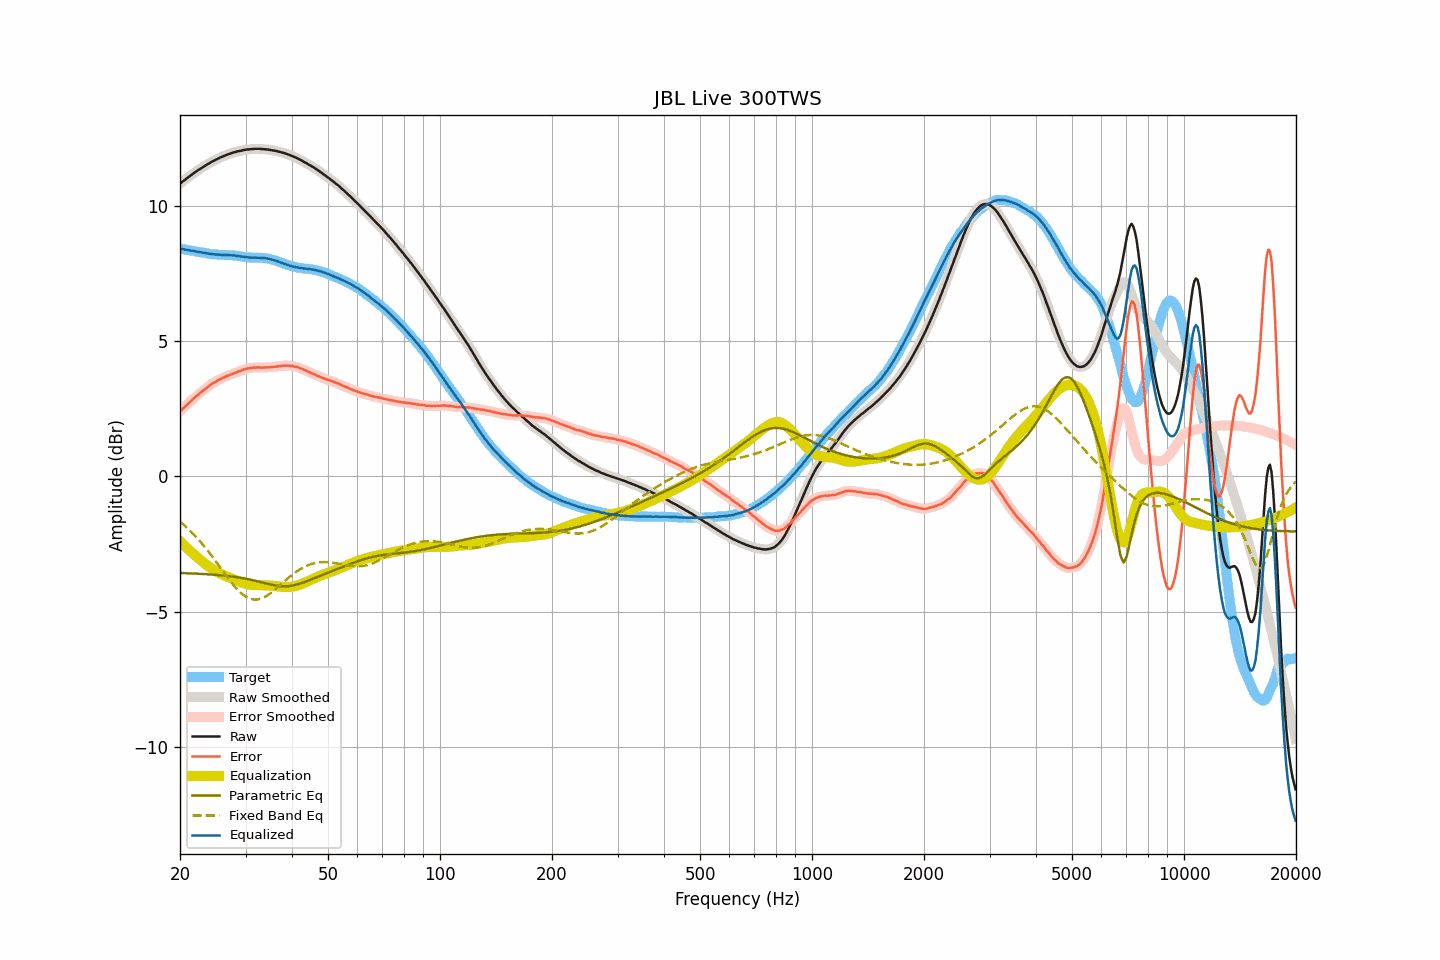 JBL Live 300TWS
Amplitude (dBr)
10
5
0
−5
−10
Target
Raw Smoothed
Error Smoothed
Raw
Error
Equalization
Parametric Eq
Fixed Band Eq
Equalized
20 50 100 200 500 1000 2000 5000 10000 20000
Frequency (Hz)